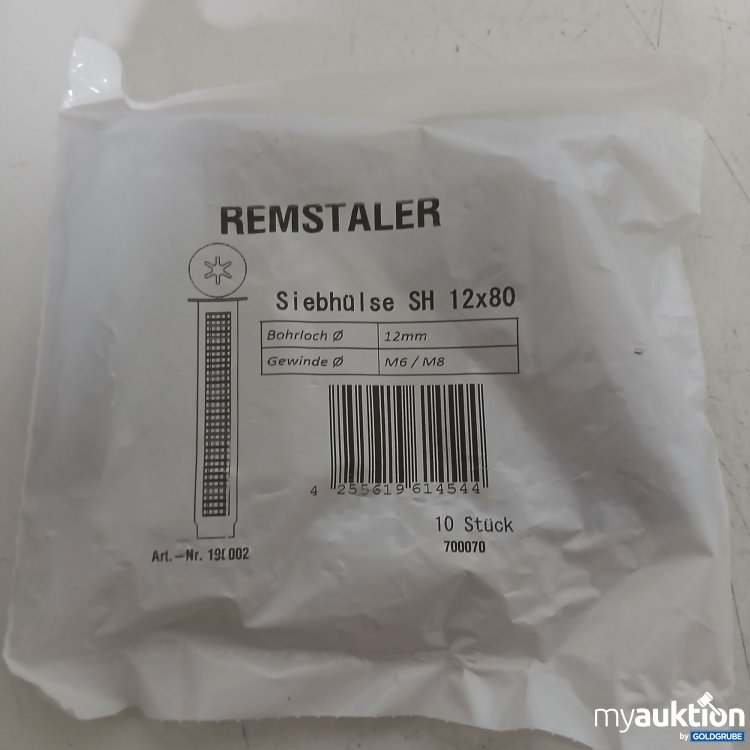 REMSTALER
Siebhülse SH 12x80
Bohrloch Ø 12mm
Gewinde Ø M6 / M8
4 255619 614544
10 Stück
700070
Art.-Nr.
myauktion
by GOLDGRUBE